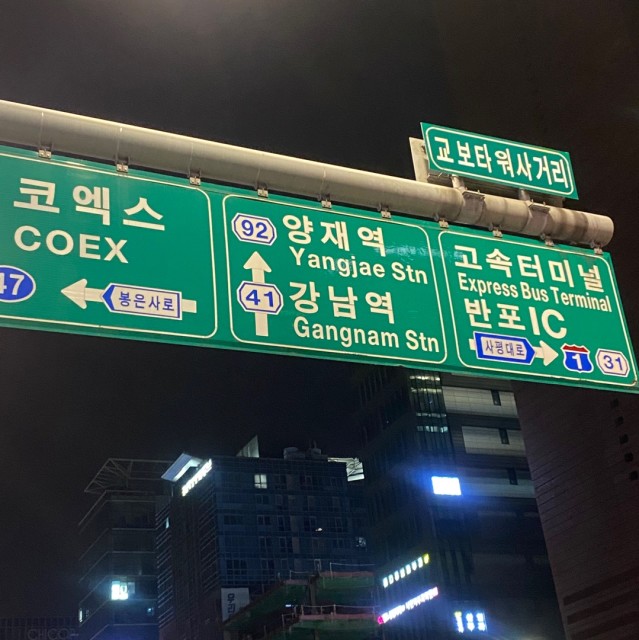 교보타워사거리
코엑스
COEX
47
봉은사로
92
양재역
Yangjae Stn
41
강남역
Gangnam Stn
고속터미널
Express Bus Terminal
반포IC
사평대로
1
31